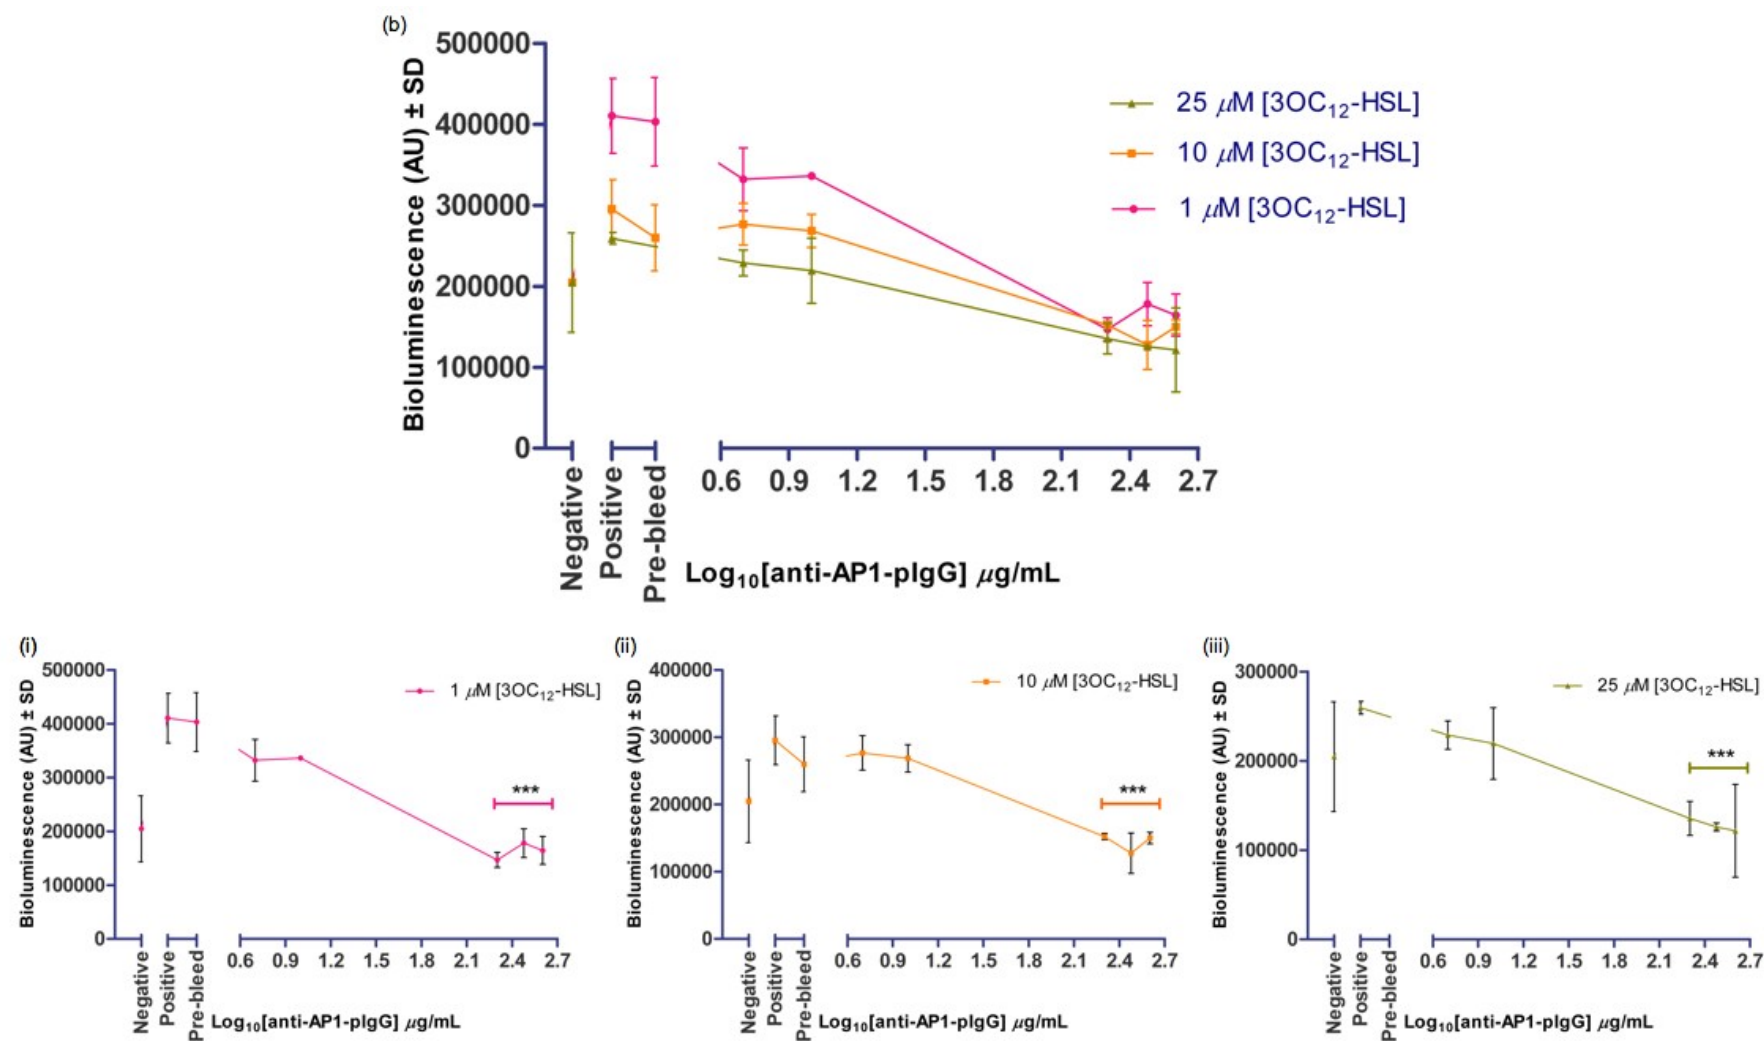 (b)
Bioluminescence (AU) ± SD
500000
400000
300000
200000
100000
0
25 μM [3OC₁₂-HSL]
10 μM [3OC₁₂-HSL]
1 μM [3OC₁₂-HSL]
Negative
Positive
Pre-bleed
0.6 0.9 1.2 1.5 1.8 2.1 2.4 2.7
Log₁₀[anti-AP1-pIgG] μg/mL
(i)
Bioluminescence (AU) ± SD
500000
400000
300000
200000
100000
0
1 μM [3OC₁₂-HSL]
***
Negative
Positive
Pre-bleed
0.6 0.9 1.2 1.5 1.8 2.1 2.4 2.7
Log₁₀[anti-AP1-pIgG] μg/mL
(ii)
Bioluminescence (AU) ± SD
400000
300000
200000
100000
0
10 μM [3OC₁₂-HSL]
***
Negative
Positive
Pre-bleed
0.6 0.9 1.2 1.5 1.8 2.1 2.4 2.7
Log₁₀[anti-AP1-pIgG] μg/mL
(iii)
Bioluminescence (AU) ± SD
300000
200000
100000
0
25 μM [3OC₁₂-HSL]
***
Negative
Positive
Pre-bleed
0.6 0.9 1.2 1.5 1.8 2.1 2.4 2.7
Log₁₀[anti-AP1-pIgG] μg/mL